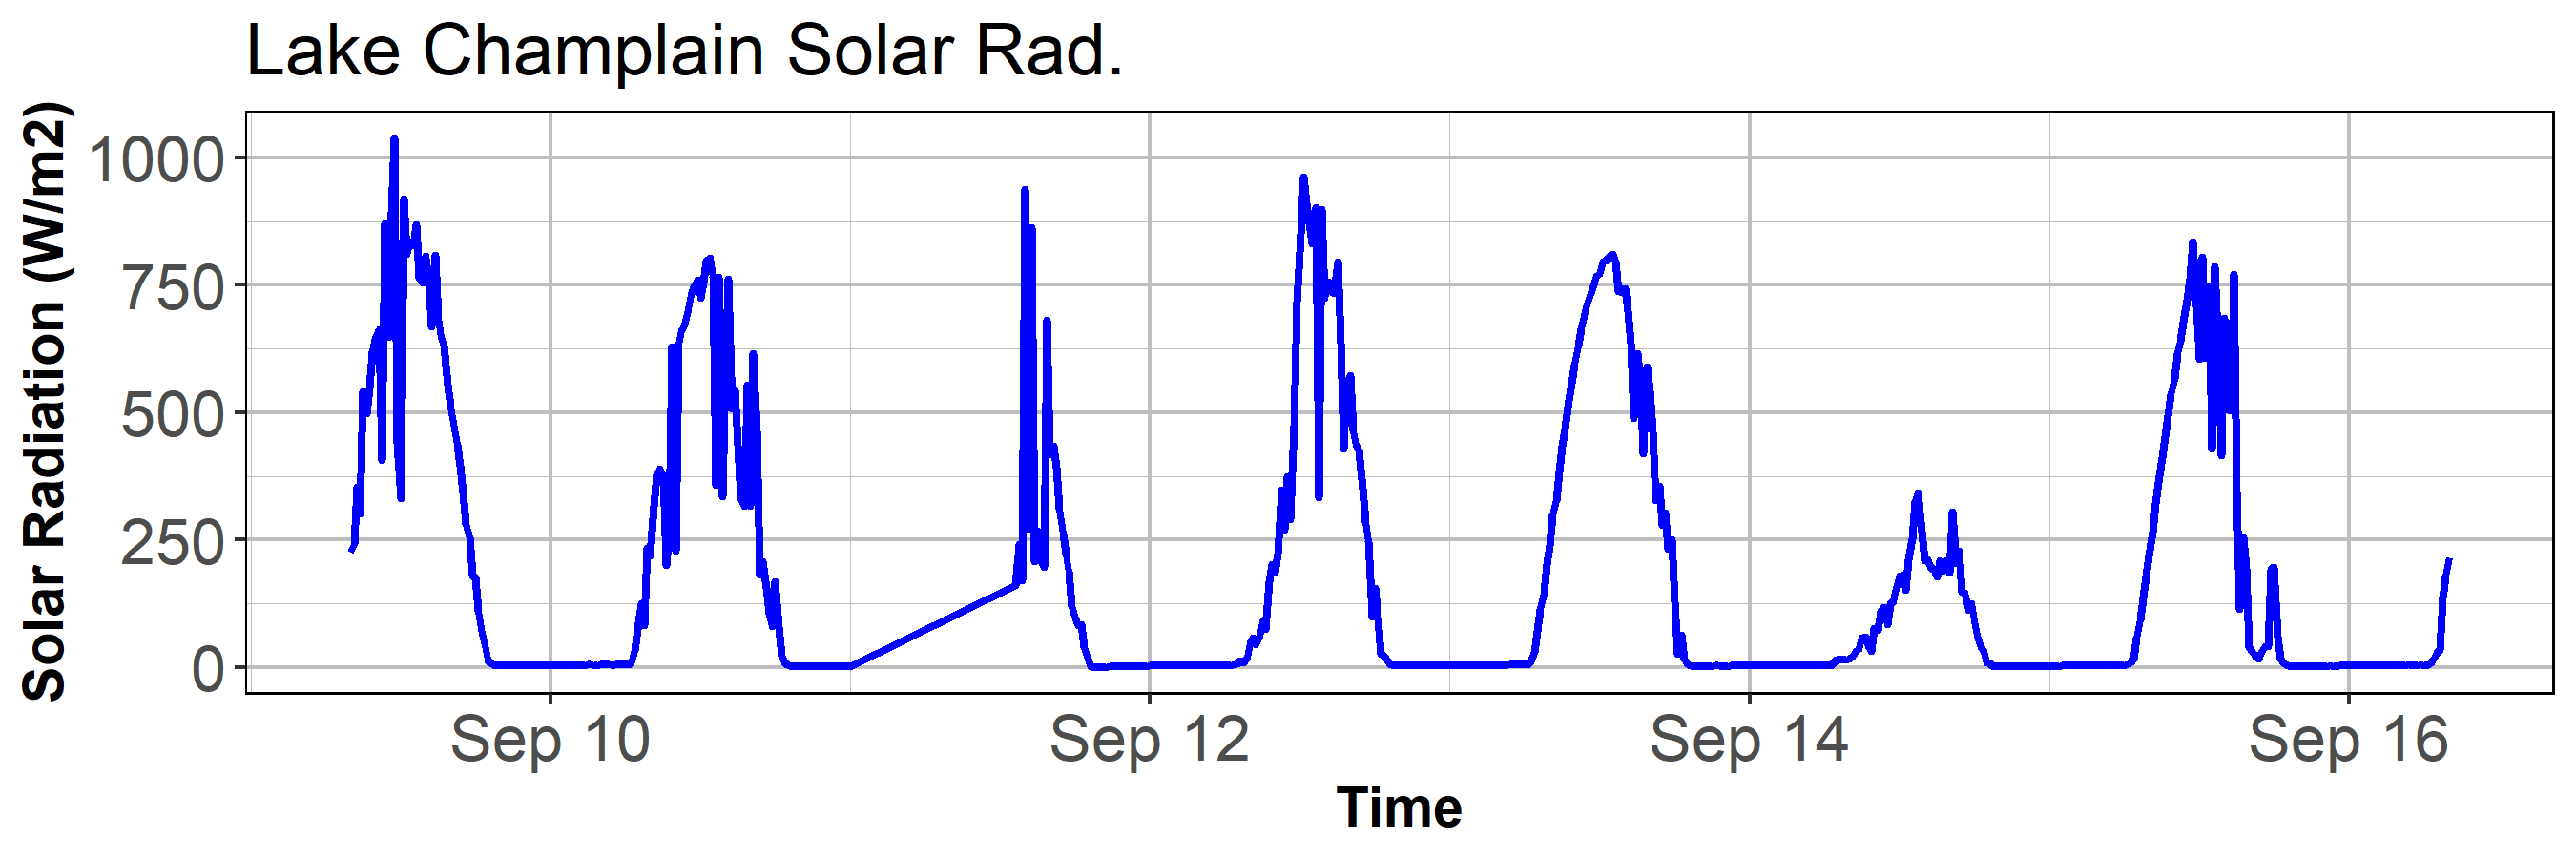 Lake Champlain Solar Rad.
Solar Radiation (W/m2)
1000
750
500
250
0
Sep 10
Sep 12
Sep 14
Sep 16
Time